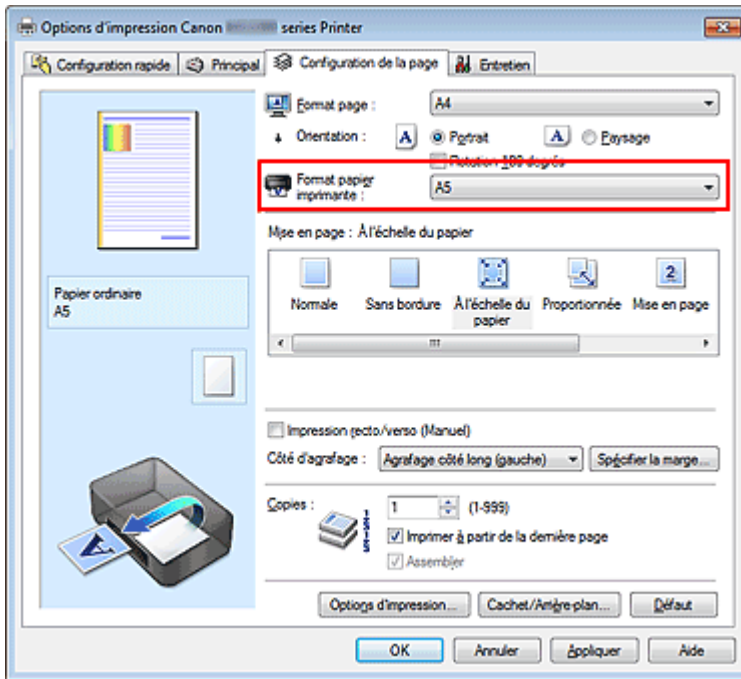 Options d'impression Canon series Printer
Configuration rapide Principal Configuration de la page Entretien
Format page : A4
Orientation : A Portrait A Paysage
Rotation 180 degrés
Format papier
imprimante : A5
Mise en page : À l'échelle du papier
Papier ordinaire
A5
2
Normale Sans bordure À l'échelle du Proportionnée Mise en page
papier
Impression recto/verso (Manuel)
Côté d'agrafage : Agrafage côté long (gauche) Spécifier la marge...
Copies : 1 (1-999)
Imprimer à partir de la dernière page
Assembler
Options d'impression... Cachet/Arrière-plan... Défaut
OK Annuler Appliquer Aide